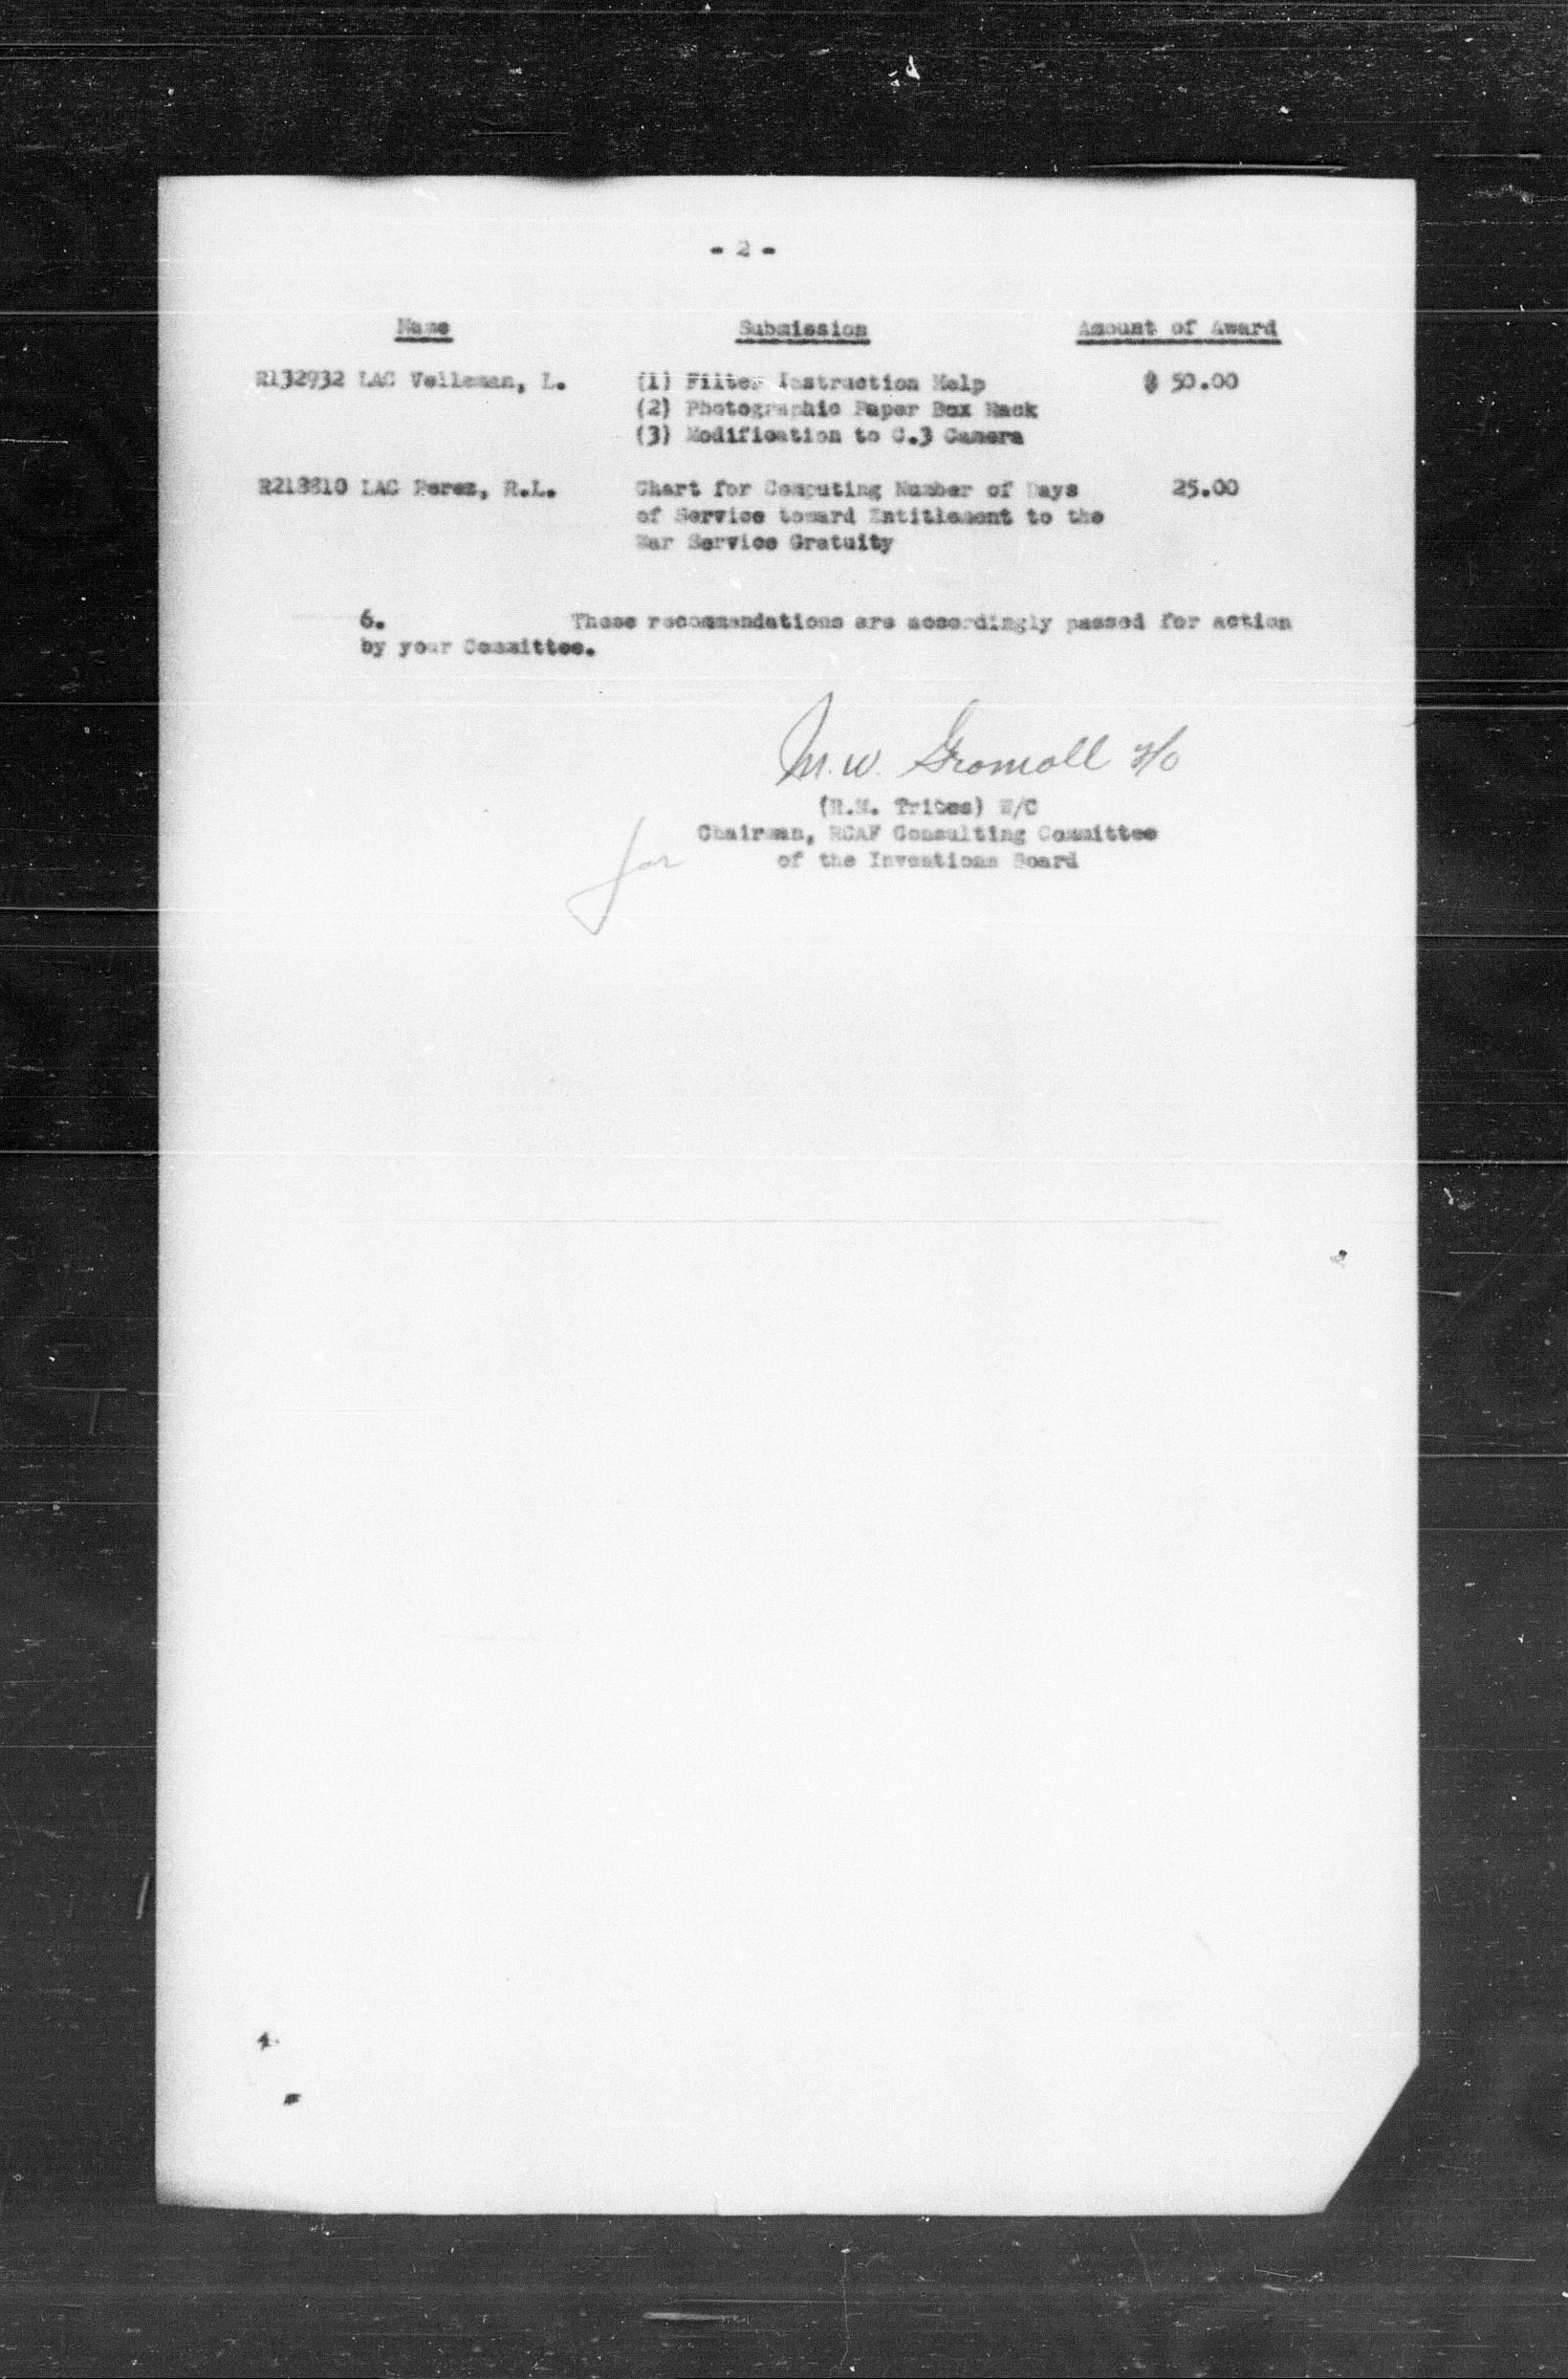 - 2 -
Name Submission Amount of Award
R132932 LAC Velleman, L. (1) Filter Instruction Help $ 50.00
(2) Photographic Paper Box Rack
(3) Modification to C.3 Camera
R218810 LAC Perez, R.L. Chart for Computing Number of Days 25.00
of Service toward Entitlement to the
War Service Gratuity
6. These recommendations are accordingly passed for action
by your Committee.
M.W. Gromoll F/O
(R.M. Trites) W/C
Chairman, RCAF Consulting Committee
for of the Inventions Board